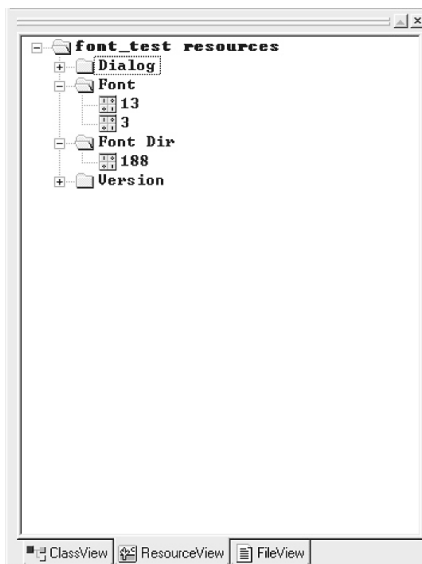 font_test resources
Dialog
Font
13
3
Font Dir
188
Version
ClassView ResourceView FileView